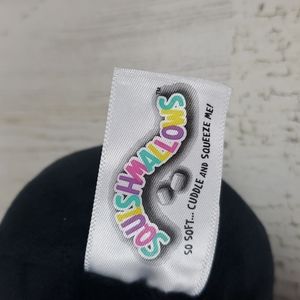 SQUISHMALLOWS™
SO SOFT... CUDDLE AND SQUEEZE ME!